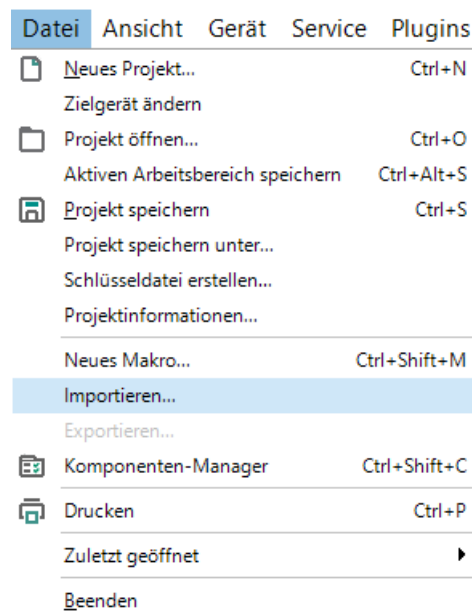 Datei Ansicht Gerät Service Plugins
Neues Projekt... Ctrl+N
Zielgerät ändern
Projekt öffnen... Ctrl+O
Aktiven Arbeitsbereich speichern Ctrl+Alt+S
Projekt speichern Ctrl+S
Projekt speichern unter...
Schlüsseldatei erstellen...
Projektinformationen...
Neues Makro... Ctrl+Shift+M
Importieren...
Exportieren...
Komponenten-Manager Ctrl+Shift+C
Drucken Ctrl+P
Zuletzt geöffnet
Beenden